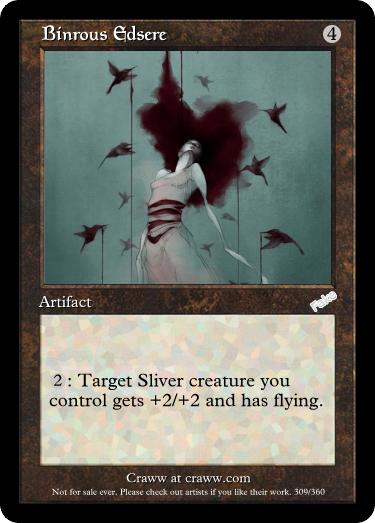 Binrous Edsere 4
Artifact
Fake
2 : Target Sliver creature you
control gets +2/+2 and has flying.
Craww at craww.com
Not for sale ever. Please check out artists if you like their work. 309/360